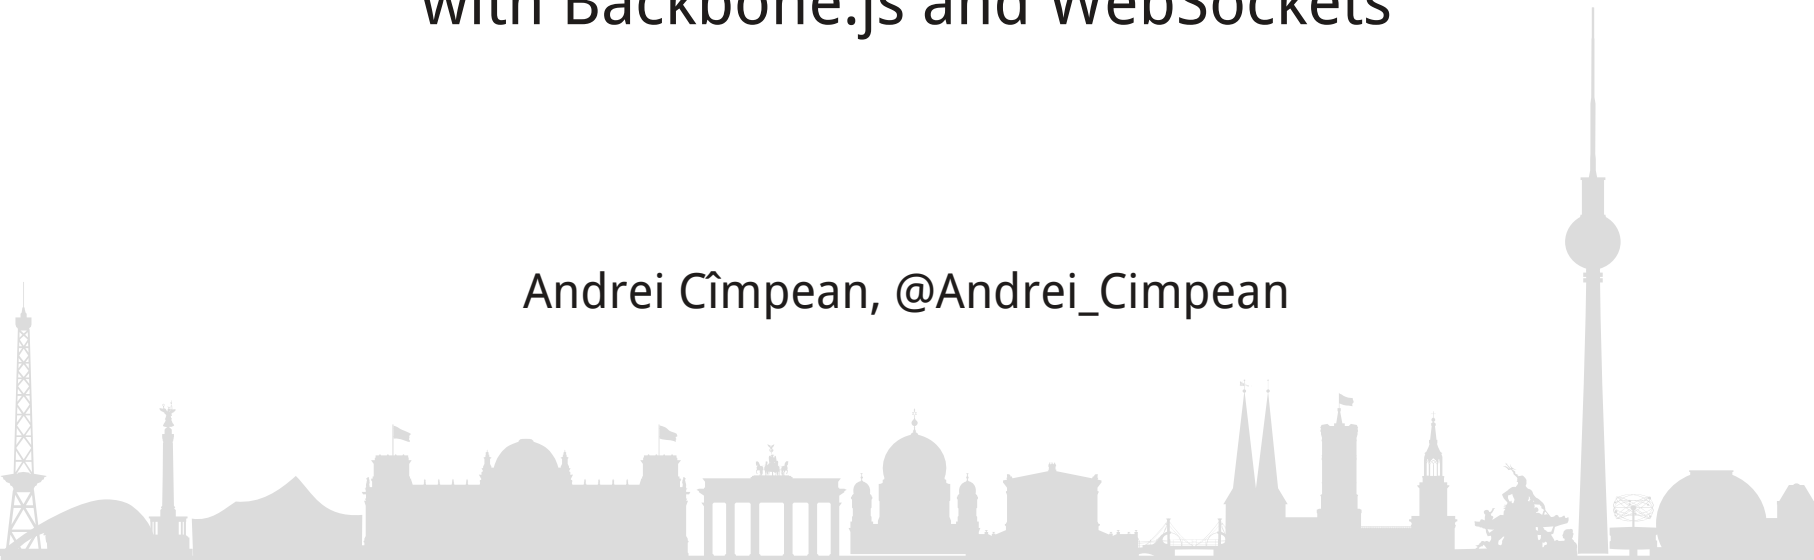 with Backbone.js and WebSockets
Andrei Cîmpean, @Andrei_Cimpean